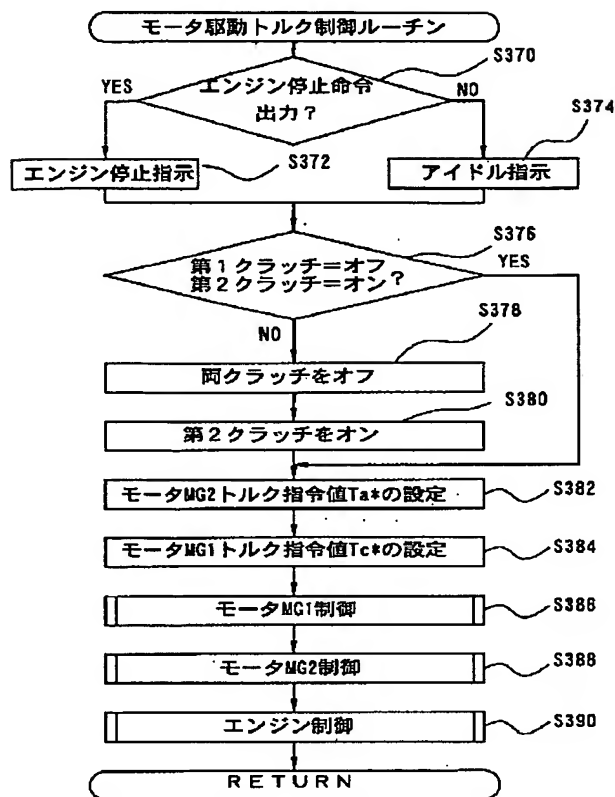 モータ駆動トルク制御ルーチン
S370
YES
エンジン停止命令
出力？
NO
S374
エンジン停止指示
S372
アイドル指示
S376
第1クラッチ＝オフ
第2クラッチ＝オン？
YES
NO
S378
両クラッチをオフ
S380
第2クラッチをオン
モータMG2トルク指令値Ta*の設定
S382
モータMG1トルク指令値Tc*の設定
S384
モータMG1制御
S386
モータMG2制御
S388
エンジン制御
S390
RETURN